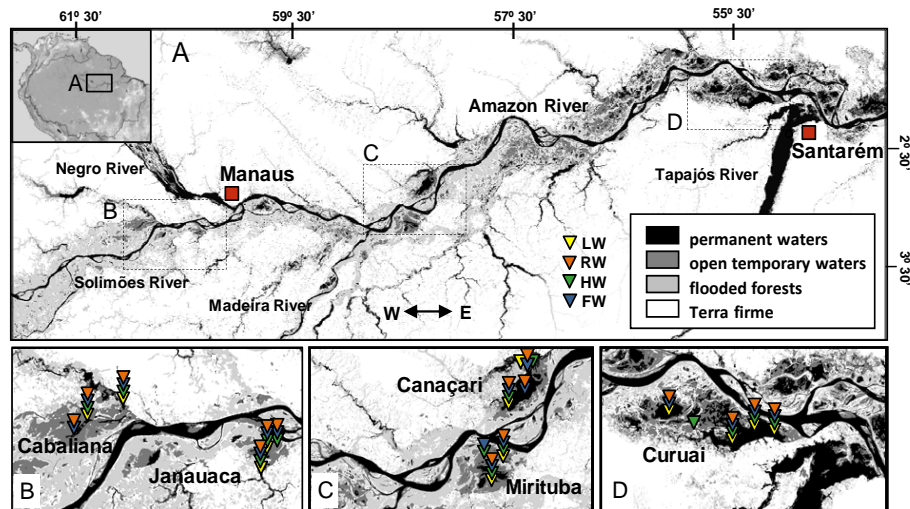 61º 30'
59º 30'
57º 30'
55º 30'
A
A
Amazon River
D
C
2º 30'
Santarém
Negro River
Manaus
Tapajós River
B
LW
RW
HW
FW
permanent waters
open temporary waters
flooded forests
Terra firme
3º 30'
Solimões River
Madeira River
W
E
Cabaliana
Janauaca
B
Canaçari
Mirituba
C
Curuai
D